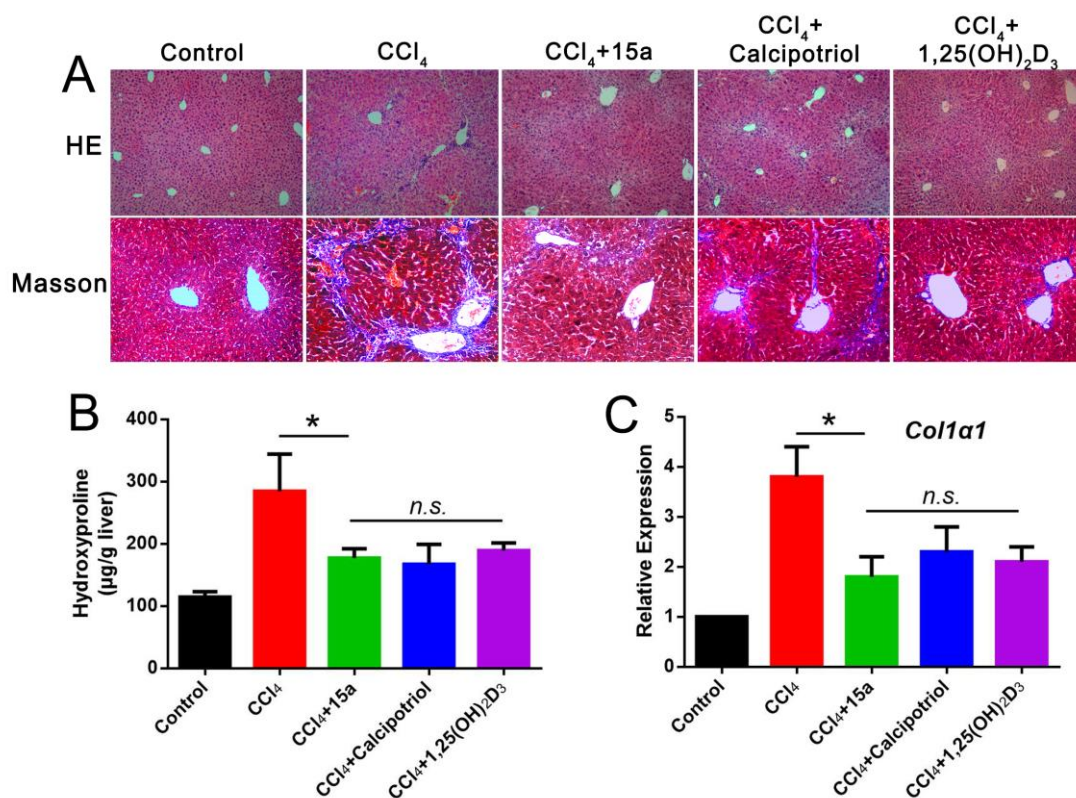 A
Control
CCl₄
CCl₄+15a
CCl₄+
Calcipotriol
CCl₄+
1,25(OH)₂D₃
HE
Masson
B
Hydroxyproline
(μg/g liver)
400
300
200
100
0
*
n.s.
Control
CCl₄
CCl₄+15a
CCl₄+Calcipotriol
CCl₄+1,25(OH)₂D₃
C
Col1α1
Relative Expression
5
4
3
2
1
0
*
n.s.
Control
CCl₄
CCl₄+15a
CCl₄+Calcipotriol
CCl₄+1,25(OH)₂D₃